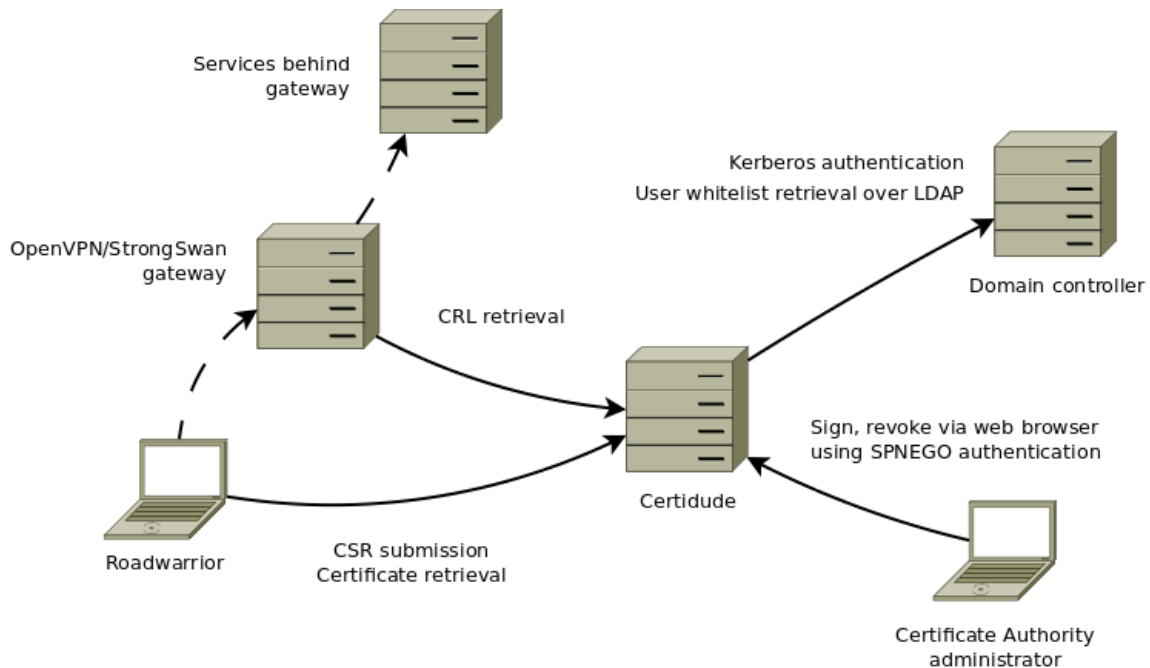 Services behind
gateway
Kerberos authentication
User whitelist retrieval over LDAP
OpenVPN/StrongSwan
gateway
Domain controller
CRL retrieval
Sign, revoke via web browser
using SPNEGO authentication
Certidude
Roadwarrior
CSR submission
Certificate retrieval
Certificate Authority
administrator